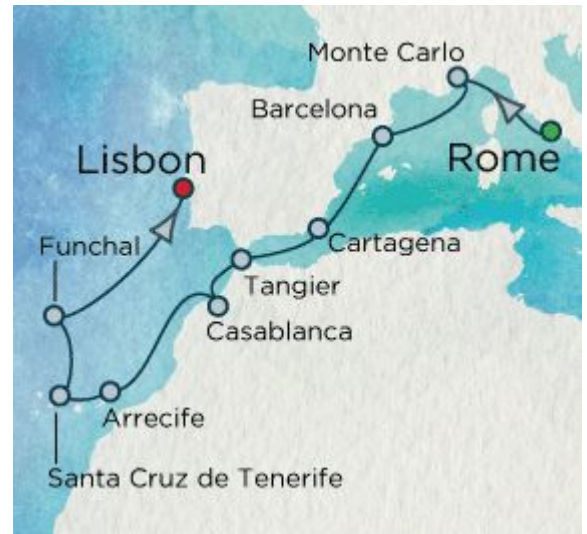 Monte Carlo
Barcelona
Lisbon
Rome
Funchal
Cartagena
Tangier
Casablanca
Arrecife
Santa Cruz de Tenerife